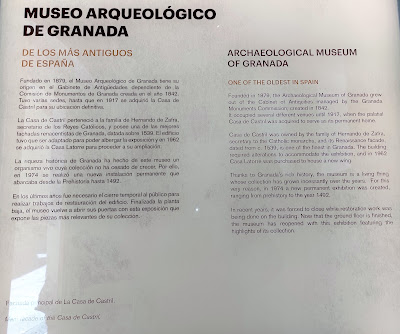 MUSEO ARQUEOLÓGICO
DE GRANADA
DE LOS MÁS ANTIGUOS
DE ESPAÑA
Fundado en 1879, el Museo Arqueológico de Granada tiene su
origen en el Gabinete de Antigüedades dependiente de la
Comisión de Monumentos de Granada creada en el año 1842.
Tuvo varias sedes, hasta que en 1917 se adquirió la Casa de
Castril para su ubicación definitiva.
La Casa de Castril perteneció a la familia de Hernando de Zafra,
secretario de los Reyes Católicos, y posee una de las mejores
fachadas renacentistas de Granada, datada sobre 1539. El edificio
tuvo que ser adaptado para poder albergar la exposición y en 1962
se adquirió la Casa Latorre para proceder a su ampliación.
La riqueza histórica de Granada ha hecho de este museo un
organismo vivo cuya colección no ha cesado de crecer. Por ello,
en 1974 se realizó una nueva instalación permanente que
abarcaba desde la Prehistoria hasta 1492.
En los últimos años fue necesario el cierre temporal al público para
realizar trabajos de restauración del edificio. Finalizada la planta
baja, el museo vuelve a abrir sus puertas con esta exposición que
expone las piezas más relevantes de su colección.
Portada principal de La Casa de Castril.
of the Casa de Castril.
ARCHAEOLOGICAL MUSEUM
OF GRANADA
ONE OF THE OLDEST IN SPAIN
Founded in 1879, the Archaeological Museum of Granada grew
out of the Cabinet of Antiquities managed by the Granada
Monuments Commission, created in 1842.
It occupied several different venues until 1917, when the palatial
Casa de Castril was acquired to serve as its permanent home.
Casa de Castril was owned by the family of Hernando de Zafra,
secretary to the Catholic monarchs, and its Renaissance facade,
dated from c. 1539, is one of the finest in Granada. The building
required alterations to accommodate the exhibition, and in 1962
Casa Latorre was purchased to house a new wing.
Thanks to Granada's rich history, the museum is a living thing
whose collection has grown incessantly over the years. For this
very reason, in 1974 a new permanent exhibition was created,
ranging from prehistory to the year 1492.
In recent years, it was forced to close while restoration work was
being done on the building. Now that the ground floor is finished,
the museum has reopened with this exhibition featuring the
highlights of its collection.